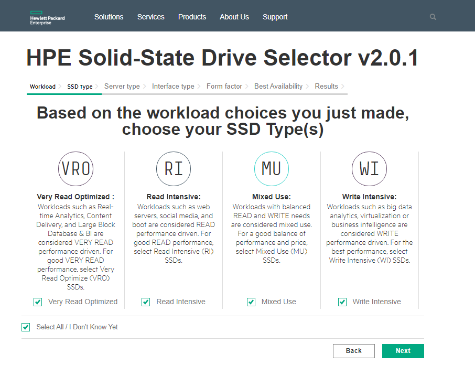 Hewlett Packard
Enterprise
Solutions Services Products About Us Support
HPE Solid-State Drive Selector v2.0.1
Workload > SSD type > Server type > Interface type > Form factor > Best Availability > Results >
Based on the workload choices you just made,
choose your SSD Type(s)
VRO
Very Read Optimized :
Workloads such as Real-
time Analytics, Content
Delivery, and Large Block
Database & BI are
considered VERY READ
performance driven. For
good VERY READ
performance, select Very
Read Optimize (VRO)
SSDs.
Very Read Optimized
RI
Read Intensive:
Workloads such as web
servers, social media, and
boot are considered READ
performance driven. For
good READ performance,
select Read Intensive (RI)
SSDs.
Read Intensive
MU
Mixed Use:
Workloads with balanced
READ and WRITE needs
are considered mixed use.
For a good balance of
performance and price,
select Mixed Use (MU)
SSDs.
Mixed Use
WI
Write Intensive:
Workloads such as big data
analytics, virtualization or
business intelligence are
considered WRITE
performance driven. For the
best performance, select
Write Intensive (WI) SSDs.
Write Intensive
Select All / I Don't Know Yet
Back Next